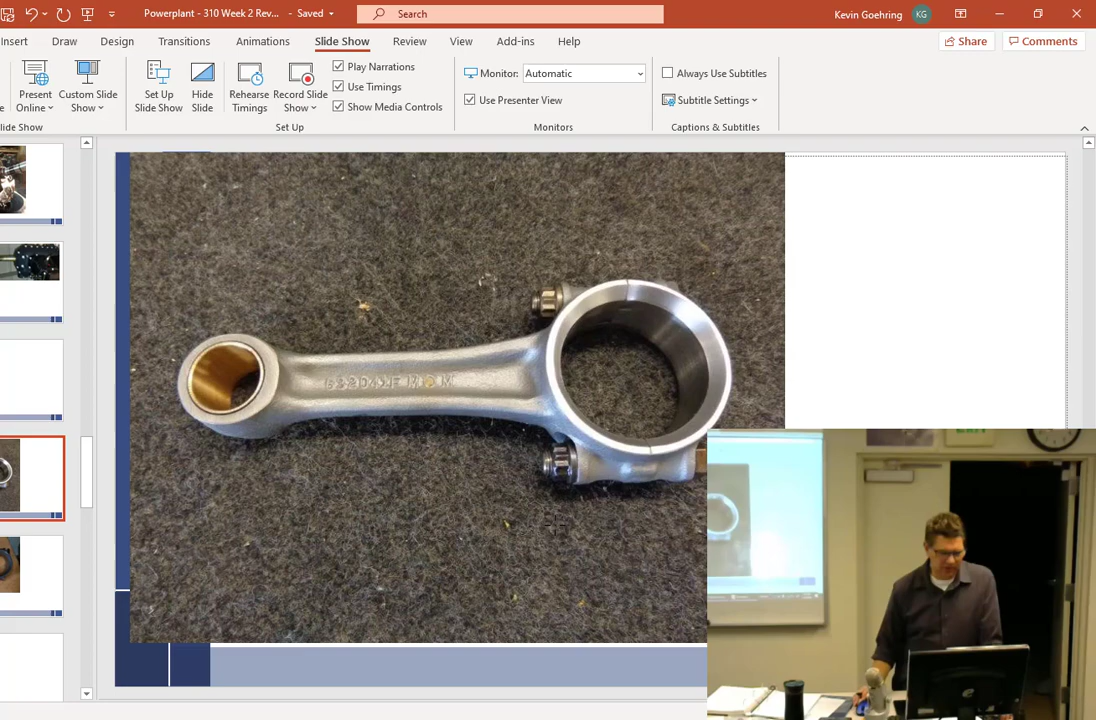 Powerplant - 310 Week 2 Rev... - Saved
Search
Kevin Goehring
KG
Insert
Draw
Design
Transitions
Animations
Slide Show
Review
View
Add-ins
Help
Share
Comments
Present Online
Custom Slide Show
Set Up Slide Show
Hide Slide
Rehearse Timings
Record Slide Show
Play Narrations
Use Timings
Show Media Controls
Monitor:
Automatic
Use Presenter View
Always Use Subtitles
Subtitle Settings
lide Show
Set Up
Monitors
Captions & Subtitles